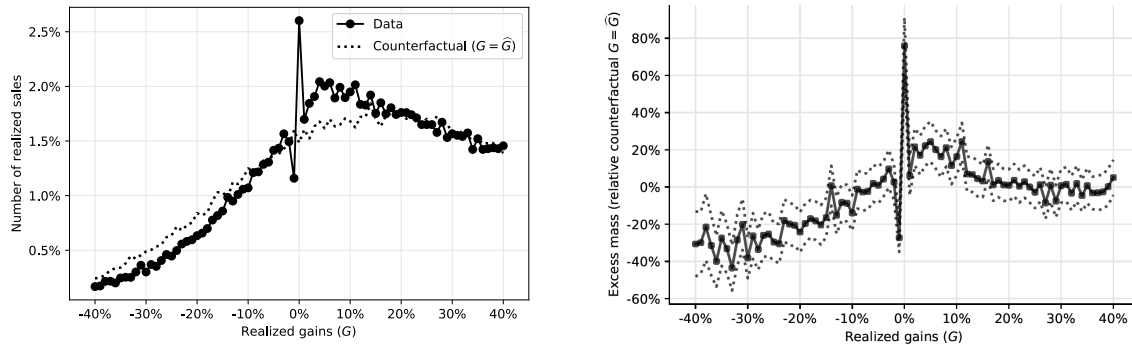 2.5%
2.0%
1.5%
1.0%
0.5%
Number of realized sales
Data
Counterfactual (G = Ĝ)
-40% -30% -20% -10% 0% 10% 20% 30% 40%
Realized gains (G)
80%
60%
40%
20%
0%
-20%
-40%
-60%
Excess mass (relative counterfactual G = Ĝ)
-40% -30% -20% -10% 0% 10% 20% 30% 40%
Realized gains (G)